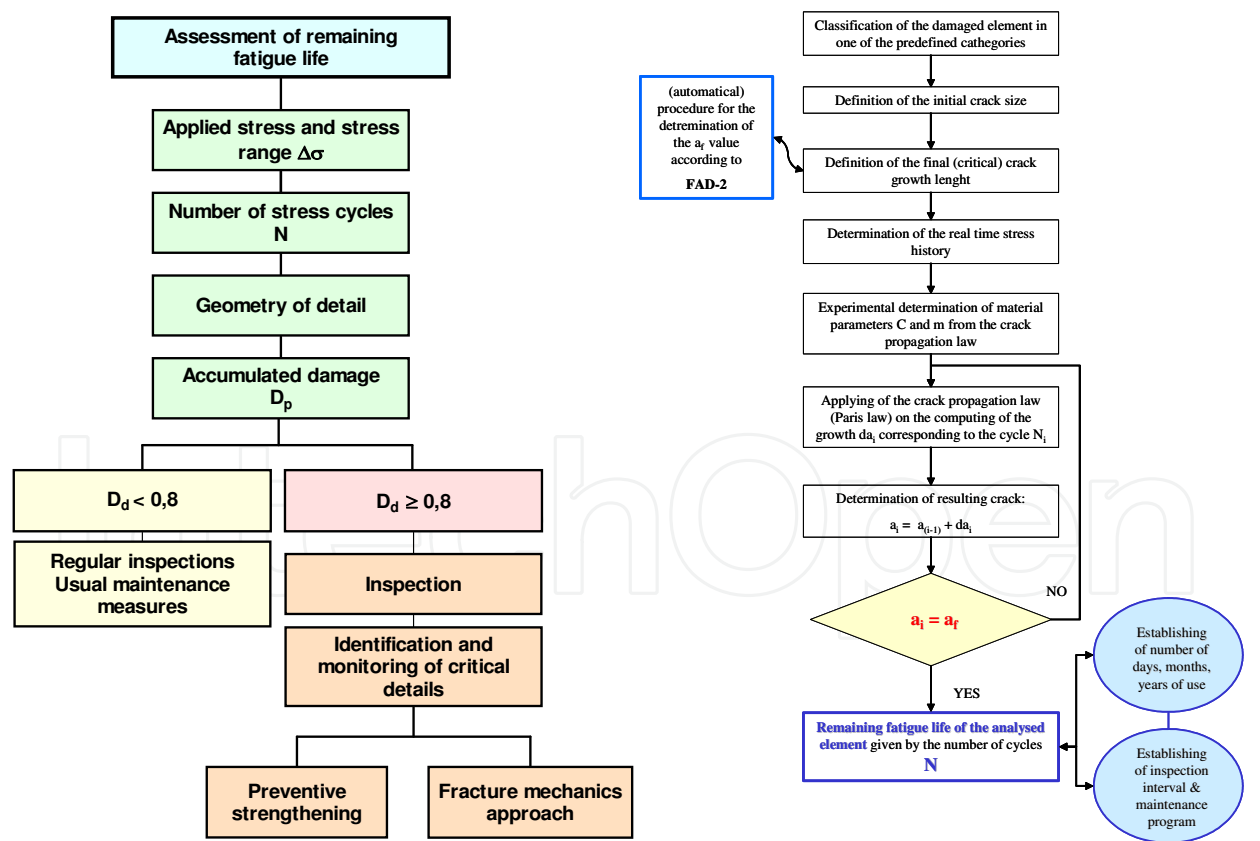 Assessment of remaining
fatigue life
Applied stress and stress
range Δσ
Number of stress cycles
N
Geometry of detail
Accumulated damage
Dp
Dd < 0,8
Dd ≥ 0,8
Regular inspections
Usual maintenance
measures
Inspection
Identification and
monitoring of critical
details
Preventive
strengthening
Fracture mechanics
approach
Classification of the damaged element in
one of the predefined cathegories
(automatical)
procedure for the
detremination of
the af value
according to
FAD-2
Definition of the initial crack size
Definition of the final (critical) crack
growth lenght
Determination of the real time stress
history
Experimental determination of material
parameters C and m from the crack
propagation law
Applying of the crack propagation law
(Paris law) on the computing of the
growth dai corresponding to the cycle Ni
Determination of resulting crack:
ai = a(i-1) + dai
ai = af
NO
YES
Remaining fatigue life of the analysed
element given by the number of cycles
N
Establishing
of number of
days, months,
years of use
Establishing
of inspection
interval &
maintenance
program
IntechOpen